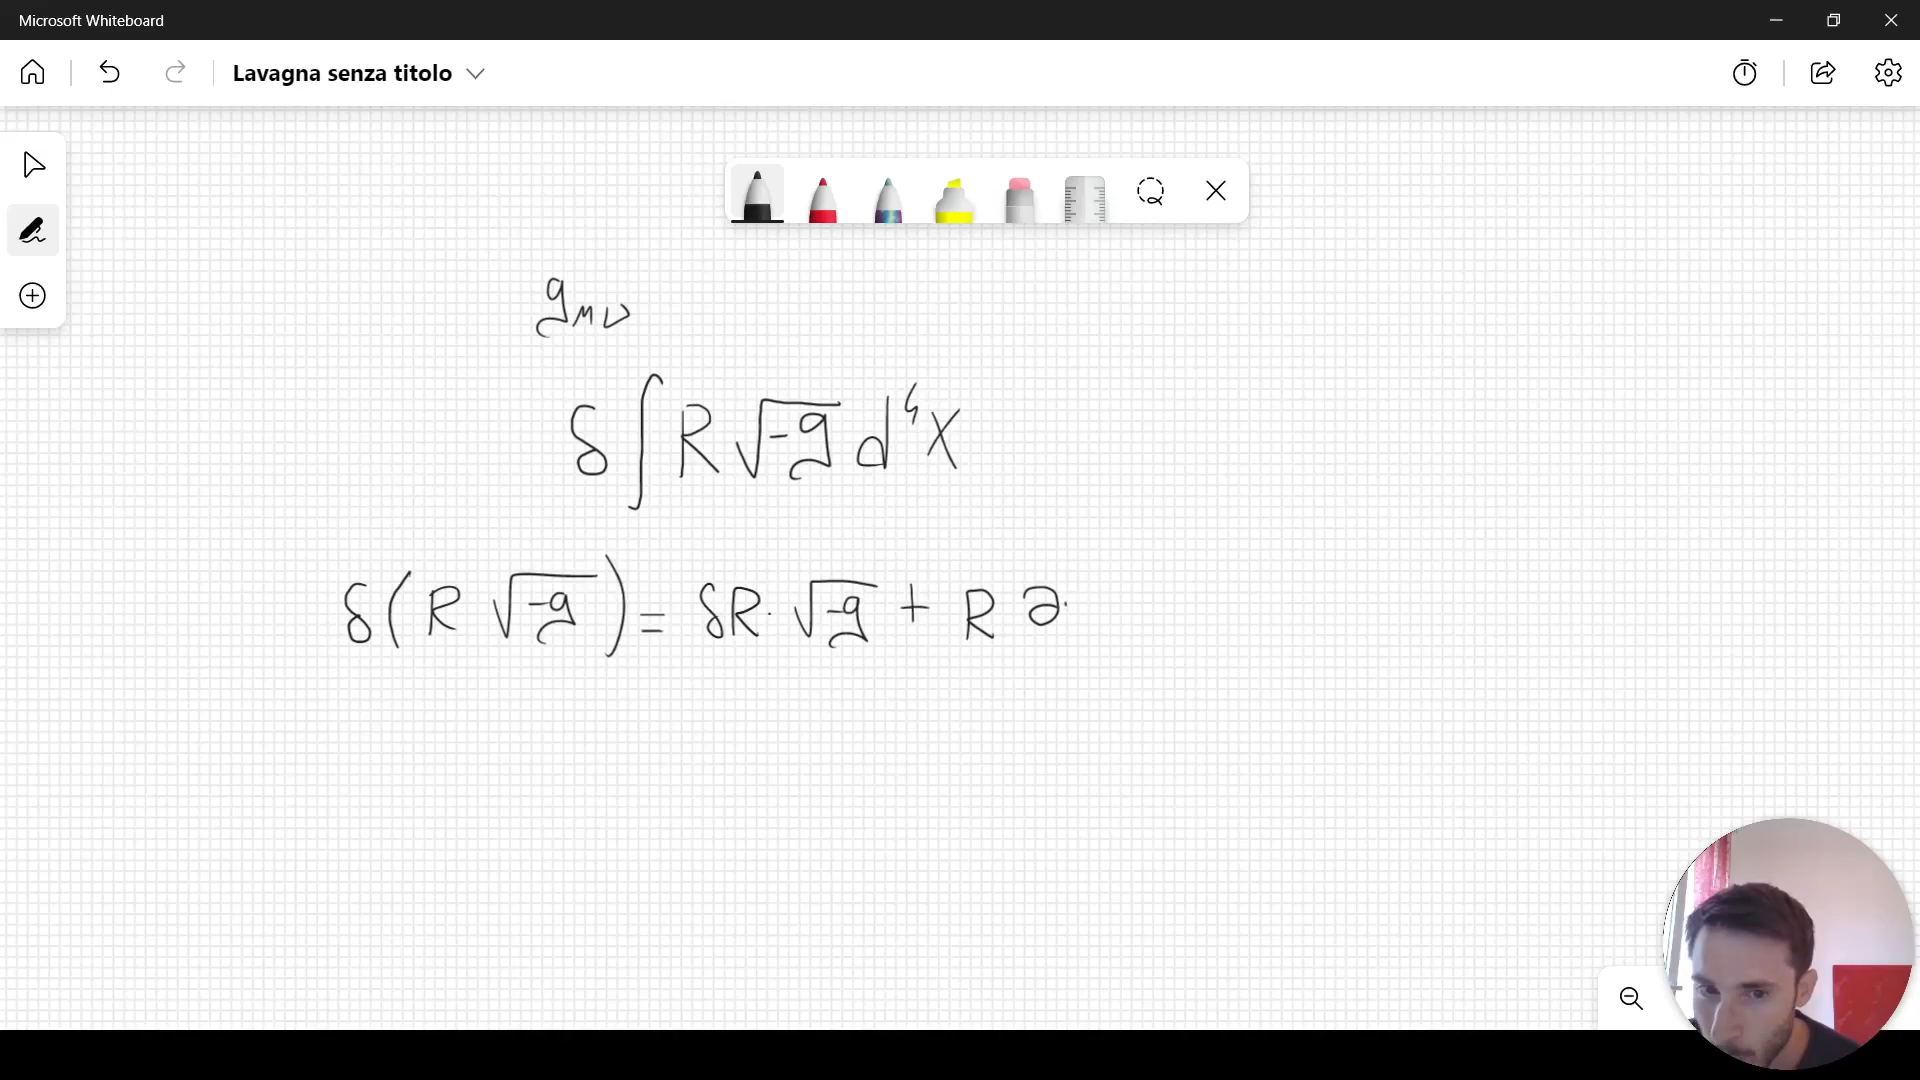 Microsoft Whiteboard
Lavagna senza titolo
g_{μν}
δ∫R√-g d⁴x
δ(R√-g) = δR·√-g + R ∂